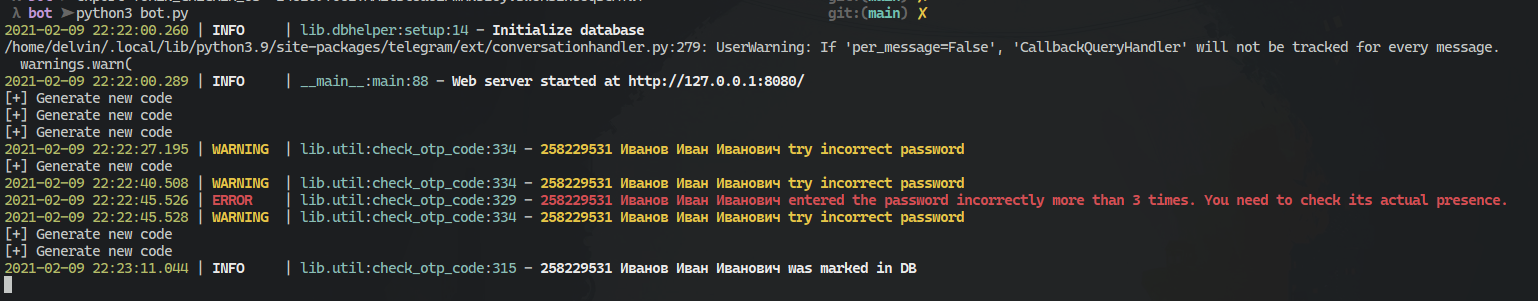 λ bot ➤python3 bot.py git:(main) ✗
2021-02-09 22:22:00.260 | INFO     | lib.dbhelper:setup:14 - Initialize database
/home/delvin/.local/lib/python3.9/site-packages/telegram/ext/conversationhandler.py:279: UserWarning: If 'per_message=False', 'CallbackQueryHandler' will not be tracked for every message.
  warnings.warn(
2021-02-09 22:22:00.289 | INFO     | __main__:main:88 - Web server started at http://127.0.0.1:8080/
[+] Generate new code
[+] Generate new code
[+] Generate new code
2021-02-09 22:22:27.195 | WARNING  | lib.util:check_otp_code:334 - 258229531 Иванов Иван Иванович try incorrect password
[+] Generate new code
2021-02-09 22:22:40.508 | WARNING  | lib.util:check_otp_code:334 - 258229531 Иванов Иван Иванович try incorrect password
2021-02-09 22:22:45.526 | ERROR    | lib.util:check_otp_code:329 - 258229531 Иванов Иван Иванович entered the password incorrectly more than 3 times. You need to check its actual presence.
2021-02-09 22:22:45.528 | WARNING  | lib.util:check_otp_code:334 - 258229531 Иванов Иван Иванович try incorrect password
[+] Generate new code
[+] Generate new code
2021-02-09 22:23:11.044 | INFO     | lib.util:check_otp_code:315 - 258229531 Иванов Иван Иванович was marked in DB